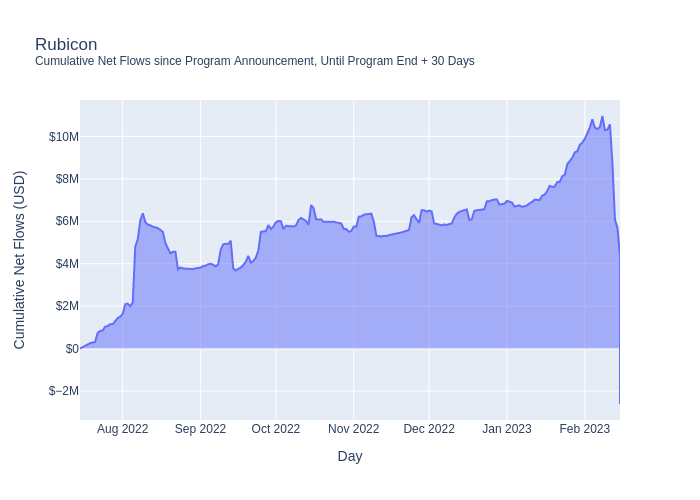 Rubicon
Cumulative Net Flows since Program Announcement, Until Program End + 30 Days
Cumulative Net Flows (USD)
$10M
$8M
$6M
$4M
$2M
$0
$−2M
Aug 2022
Sep 2022
Oct 2022
Nov 2022
Dec 2022
Jan 2023
Feb 2023
Day